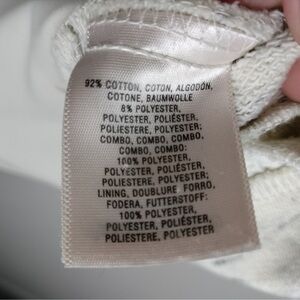 92% COTTON, COTON, ALGODÓN,
COTONE, BAUMWOLLE
8% POLYESTER,
POLYESTER, POLIÉSTER,
POLIESTERE, POLYESTER;
COMBO, COMBO, COMBO,
COMBO, COMBO:
100% POLYESTER,
POLYESTER, POLIÉSTER,
POLIESTERE, POLYESTER;
LINING, DOUBLURE, FORRO,
FODERA, FUTTERSTOFF:
100% POLYESTER,
POLYESTER, POLIÉSTER,
POLIESTERE, POLYESTER